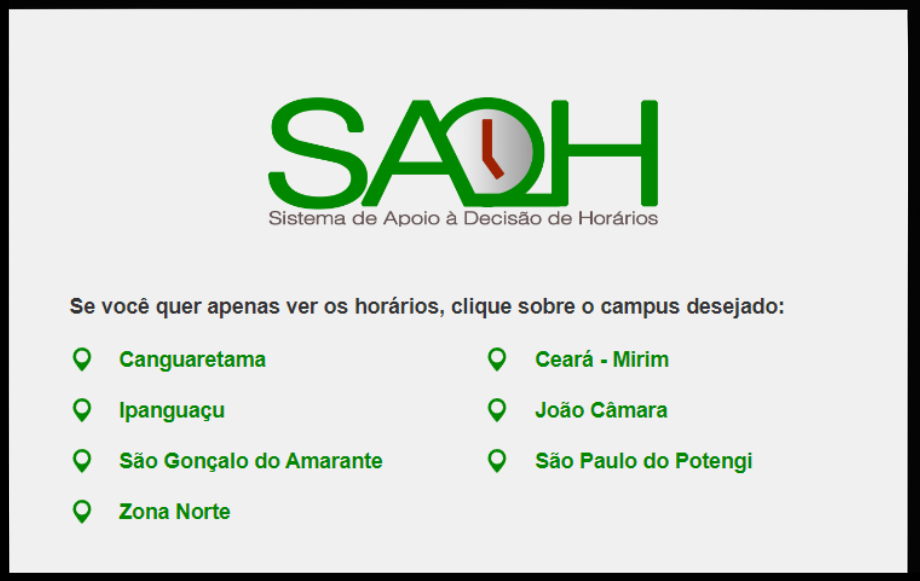 SADH
Sistema de Apoio à Decisão de Horários
Se você quer apenas ver os horários, clique sobre o campus desejado:
Canguaretama
Ceará - Mirim
Ipanguaçu
João Câmara
São Gonçalo do Amarante
São Paulo do Potengi
Zona Norte